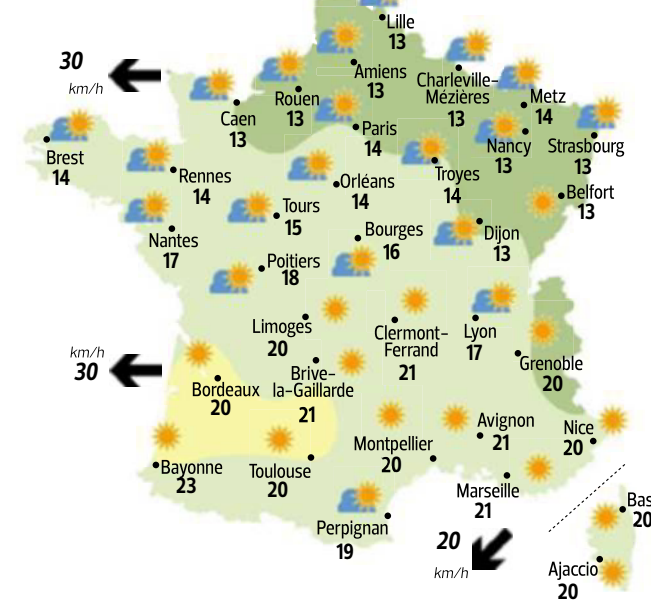 Lille
13
30
km/h
Amiens
13
Charleville-
Mézières
13
Rouen
13
Metz
14
Caen
13
Paris
14
Nancy
13
Strasbourg
13
Brest
14
Rennes
14
Troyes
14
Orléans
14
Belfort
13
Tours
15
Nantes
17
Bourges
16
Dijon
13
Poitiers
18
Limoges
20
Clermont-
Ferrand
21
Lyon
17
km/h
30
Grenoble
20
Bordeaux
20
Brive-
la-Gaillarde
21
Avignon
21
Nice
20
Montpellier
20
Bayonne
23
Toulouse
20
Marseille
21
Perpignan
19
Bas
20
20
km/h
Ajaccio
20